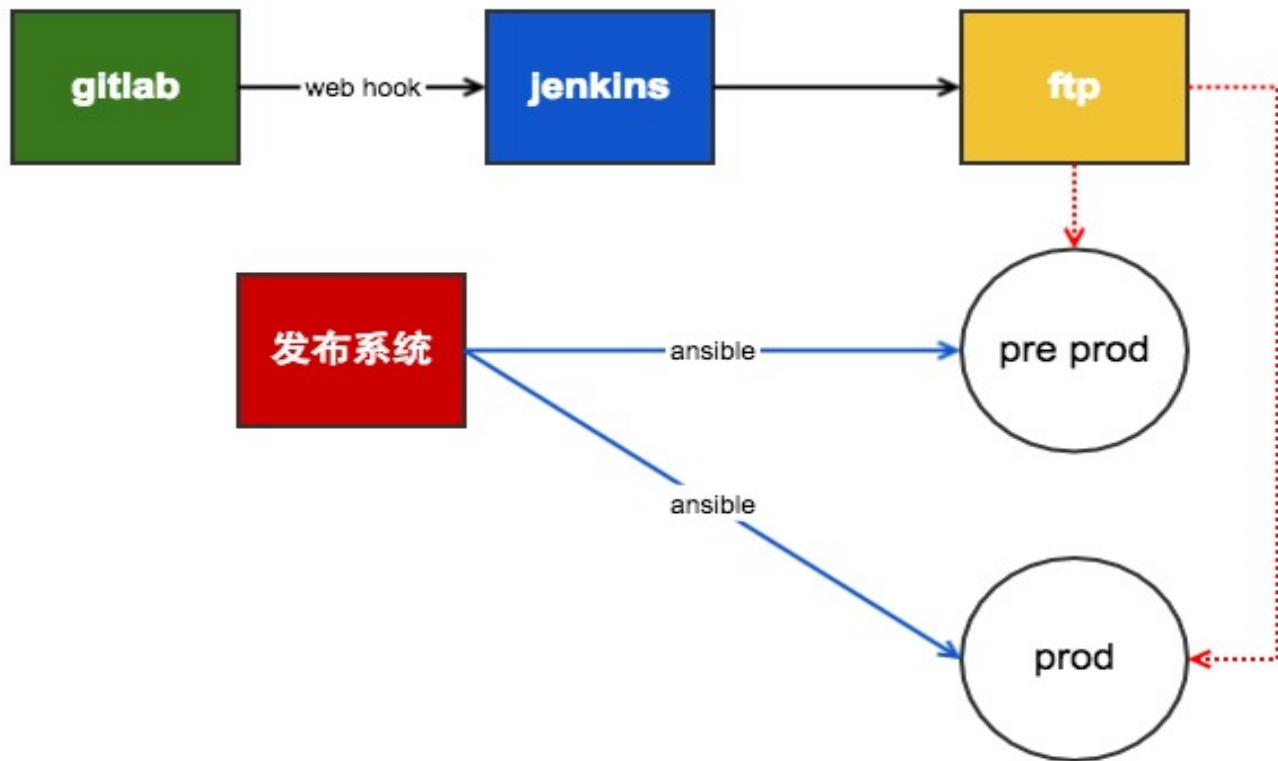 gitlab
web hook
jenkins
ftp
发布系统
ansible
pre prod
ansible
prod